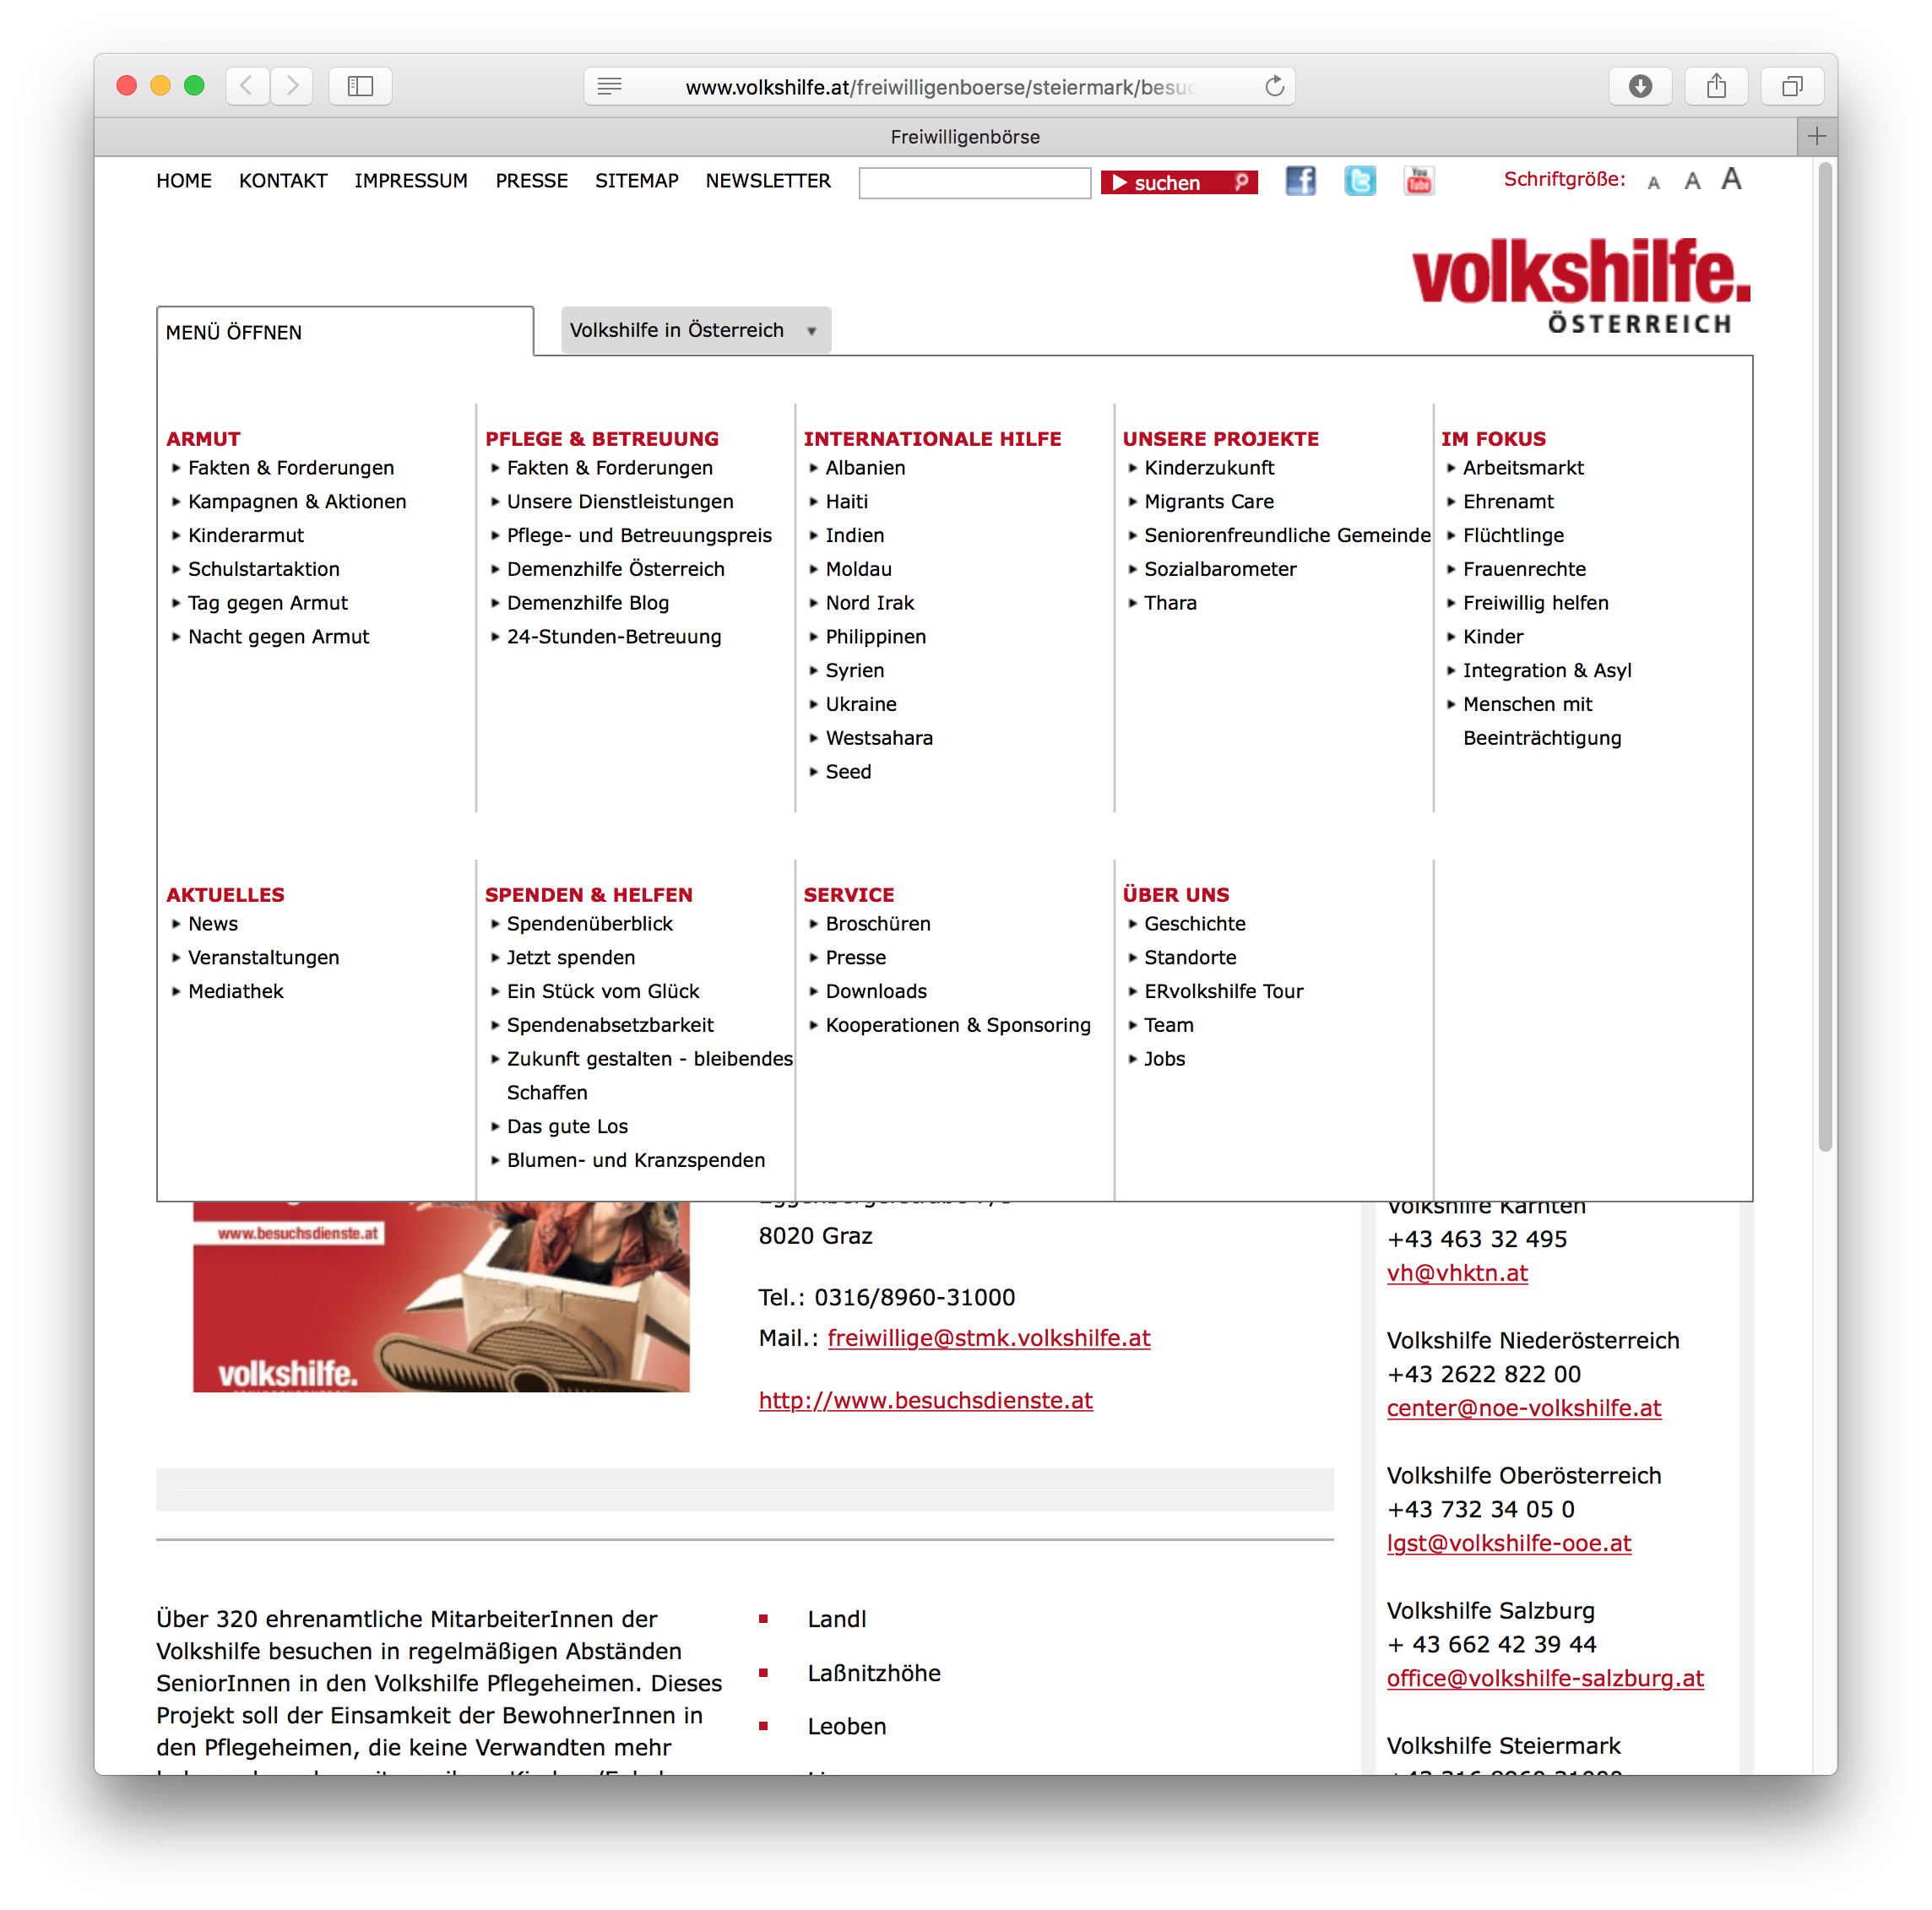 www.volkshilfe.at/freiwilligenboerse/steiermark/besuc
Freiwilligenbörse
HOME KONTAKT IMPRESSUM PRESSE SITEMAP NEWSLETTER suchen You Tube Schriftgröße: A A A
volkshilfe.
ÖSTERREICH
MENÜ ÖFFNEN Volkshilfe in Österreich
ARMUT
Fakten & Forderungen
Kampagnen & Aktionen
Kinderarmut
Schulstartaktion
Tag gegen Armut
Nacht gegen Armut
PFLEGE & BETREUUNG
Fakten & Forderungen
Unsere Dienstleistungen
Pflege- und Betreuungspreis
Demenzhilfe Österreich
Demenzhilfe Blog
24-Stunden-Betreuung
INTERNATIONALE HILFE
Albanien
Haiti
Indien
Moldau
Nord Irak
Philippinen
Syrien
Ukraine
Westsahara
Seed
UNSERE PROJEKTE
Kinderzukunft
Migrants Care
Seniorenfreundliche Gemeinde
Sozialbarometer
Thara
IM FOKUS
Arbeitsmarkt
Ehrenamt
Flüchtlinge
Frauenrechte
Freiwillig helfen
Kinder
Integration & Asyl
Menschen mit
Beeinträchtigung
AKTUELLES
News
Veranstaltungen
Mediathek
SPENDEN & HELFEN
Spendenüberblick
Jetzt spenden
Ein Stück vom Glück
Spendenabsetzbarkeit
Zukunft gestalten - bleibendes
Schaffen
Das gute Los
Blumen- und Kranzspenden
SERVICE
Broschüren
Presse
Downloads
Kooperationen & Sponsoring
ÜBER UNS
Geschichte
Standorte
ERvolkshilfe Tour
Team
Jobs
www.besuchsdienste.at
volkshilfe.
8020 Graz
Tel.: 0316/8960-31000
Mail.: freiwillige@stmk.volkshilfe.at
http://www.besuchsdienste.at
Über 320 ehrenamtliche MitarbeiterInnen der
Volkshilfe besuchen in regelmäßigen Abständen
SeniorInnen in den Volkshilfe Pflegeheimen. Dieses
Projekt soll der Einsamkeit der BewohnerInnen in
den Pflegeheimen, die keine Verwandten mehr
Landl
Laßnitzhöhe
Leoben
Volkshilfe Kärnten
+43 463 32 495
vh@vhktn.at
Volkshilfe Niederösterreich
+43 2622 822 00
center@noe-volkshilfe.at
Volkshilfe Oberösterreich
+43 732 34 05 0
lgst@volkshilfe-ooe.at
Volkshilfe Salzburg
+ 43 662 42 39 44
office@volkshilfe-salzburg.at
Volkshilfe Steiermark